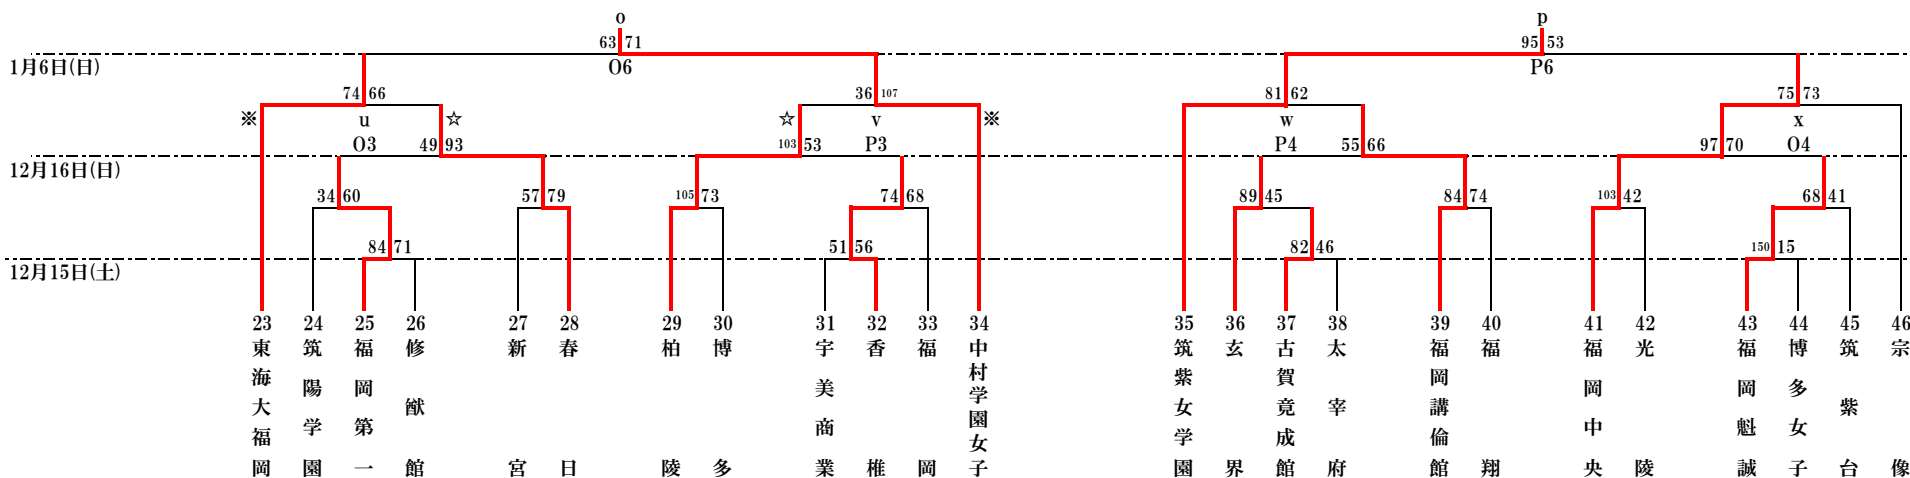 o p
63 71 95 53
1月6日(日) O6 P6
74 66 36 107 81 62 75 73
※ u ☆ ☆ v ※ w x
O3 49 93 103 53 P3 P4 55 66 97 70 O4
12月16日(日)
34 60 57 79 105 73 74 68 89 45 84 74 103 42 68 41
84 71 51 56 82 46 150 15
12月15日(土)
23 24 25 26 27 28 29 30 31 32 33 34 35 36 37 38 39 40 41 42 43 44 45 46
東海大福岡
筑陽学園
福岡第一
修猷館
新宮
春日
柏陵
博多
宇美商業
香椎
福岡
中村学園女子
筑紫女学園
玄界
古賀竟成館
太宰府
福岡講倫館
福翔
福岡中央
光陵
福岡魁誠
博多女子
筑紫台
宗像